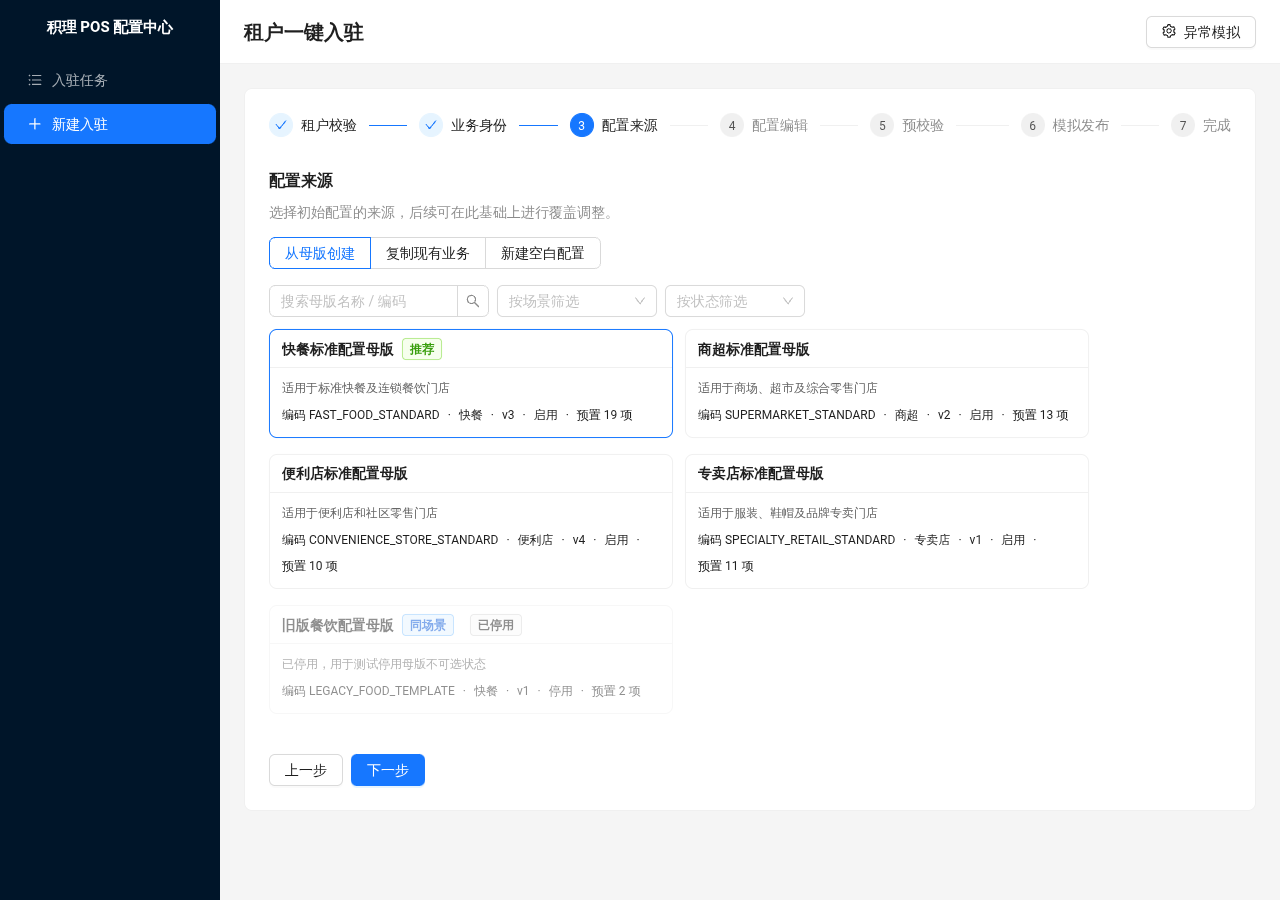 积理 POS 配置中心
入驻任务
新建入驻
租户一键入驻
异常模拟
租户校验
业务身份
3 配置来源
4 配置编辑
5 预校验
6 模拟发布
7 完成
配置来源
选择初始配置的来源，后续可在此基础上进行覆盖调整。
从母版创建
复制现有业务
新建空白配置
搜索母版名称 / 编码
按场景筛选
按状态筛选
快餐标准配置母版 推荐
适用于标准快餐及连锁餐饮门店
编码 FAST_FOOD_STANDARD · 快餐 · v3 · 启用 · 预置 19 项
商超标准配置母版
适用于商场、超市及综合零售门店
编码 SUPERMARKET_STANDARD · 商超 · v2 · 启用 · 预置 13 项
便利店标准配置母版
适用于便利店和社区零售门店
编码 CONVENIENCE_STORE_STANDARD · 便利店 · v4 · 启用 ·
预置 10 项
专卖店标准配置母版
适用于服装、鞋帽及品牌专卖门店
编码 SPECIALTY_RETAIL_STANDARD · 专卖店 · v1 · 启用 ·
预置 11 项
旧版餐饮配置母版 同场景 已停用
已停用，用于测试停用母版不可选状态
编码 LEGACY_FOOD_TEMPLATE · 快餐 · v1 · 停用 · 预置 2 项
上一步
下一步